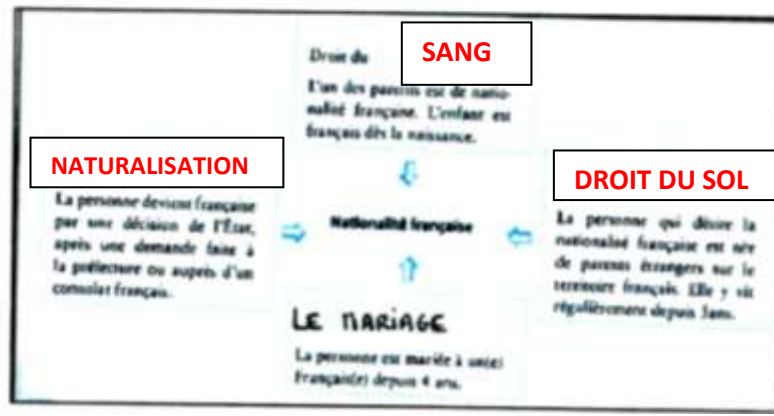 Droit du SANG
L'un des parents est de natio-
nalité française. L'enfant est
français dès la naissance.
NATURALISATION
La personne devient française
par une décision de l'État,
après une demande faite à
la préfecture ou auprès d'un
consulat français.
Nationalité française
DROIT DU SOL
La personne qui désire la
nationalité française est née
de parents étrangers sur le
territoire français. Elle y vit
régulièrement depuis 5ans.
LE MARIAGE
La personne est mariée à un(e)
Français(e) depuis 4 ans.